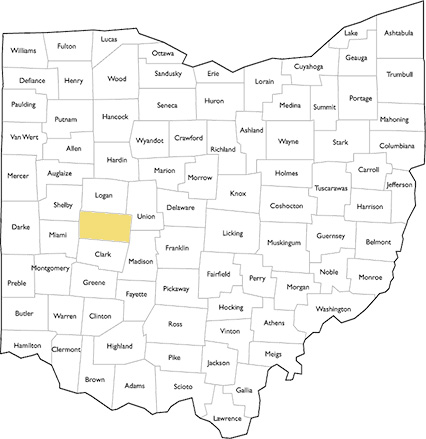 Williams
Fulton
Lucas
Ottawa
Lake
Ashtabula
Geauga
Cuyahoga
Defiance
Henry
Wood
Sandusky
Erie
Lorain
Trumbull
Paulding
Putnam
Hancock
Seneca
Huron
Medina
Summit
Portage
Mahoning
Van Wert
Allen
Wyandot
Crawford
Richland
Ashland
Wayne
Stark
Columbiana
Mercer
Auglaize
Hardin
Marion
Morrow
Knox
Holmes
Tuscarawas
Carroll
Jefferson
Shelby
Logan
Union
Delaware
Coshocton
Harrison
Darke
Miami
Clark
Madison
Franklin
Licking
Muskingum
Guernsey
Belmont
Preble
Montgomery
Greene
Fayette
Pickaway
Fairfield
Perry
Morgan
Noble
Monroe
Butler
Warren
Clinton
Ross
Hocking
Vinton
Athens
Washington
Hamilton
Clermont
Highland
Pike
Jackson
Meigs
Brown
Adams
Scioto
Gallia
Lawrence